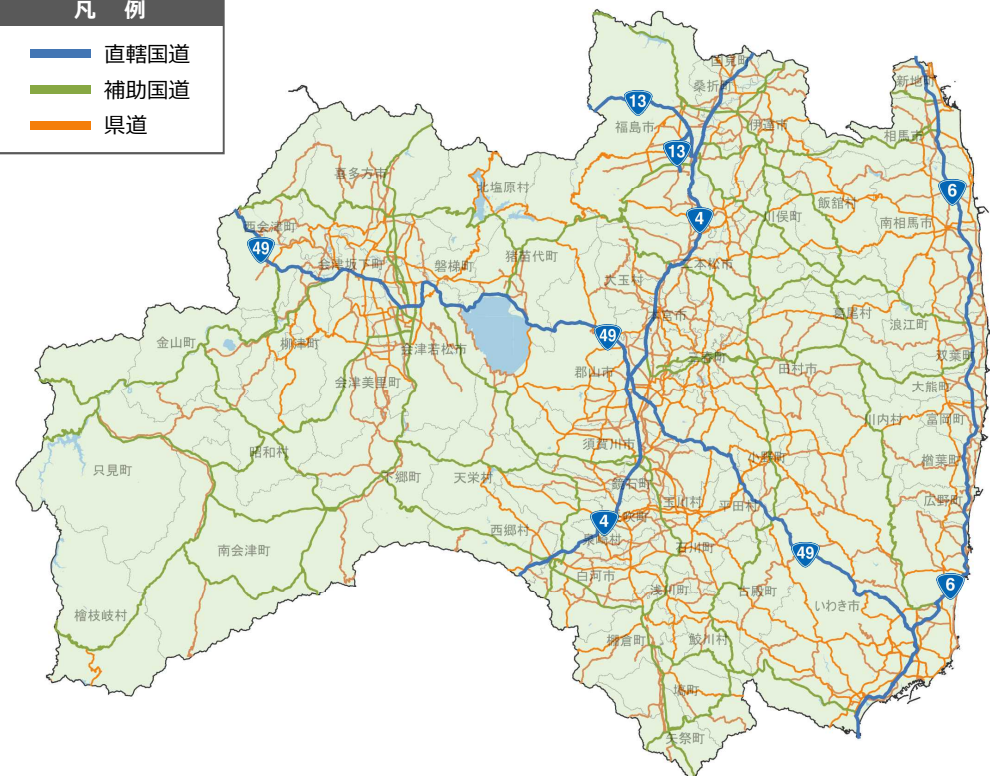 凡 例
直轄国道
補助国道
県道
国見町
桑折町
新地町
13
福島市
伊達市
相馬市
13
喜多方市
北塩原村
6
飯舘村
川俣町
南相馬市
4
西会津町
49
会津坂下町
磐梯町
猪苗代町
二本松市
大玉村
本宮市
葛尾村
浪江町
49
金山町
柳津町
会津若松市
三春町
双葉町
郡山市
田村市
会津美里町
大熊町
川内村
富岡町
須賀川市
昭和村
小野町
楢葉町
只見町
下郷町
天栄村
鏡石町
玉川村
平田村
広野町
4
矢吹町
西郷村
泉崎村
石川町
南会津町
49
白河市
浅川町
古殿町
6
檜枝岐村
いわき市
棚倉町
鮫川村
塙町
矢祭町